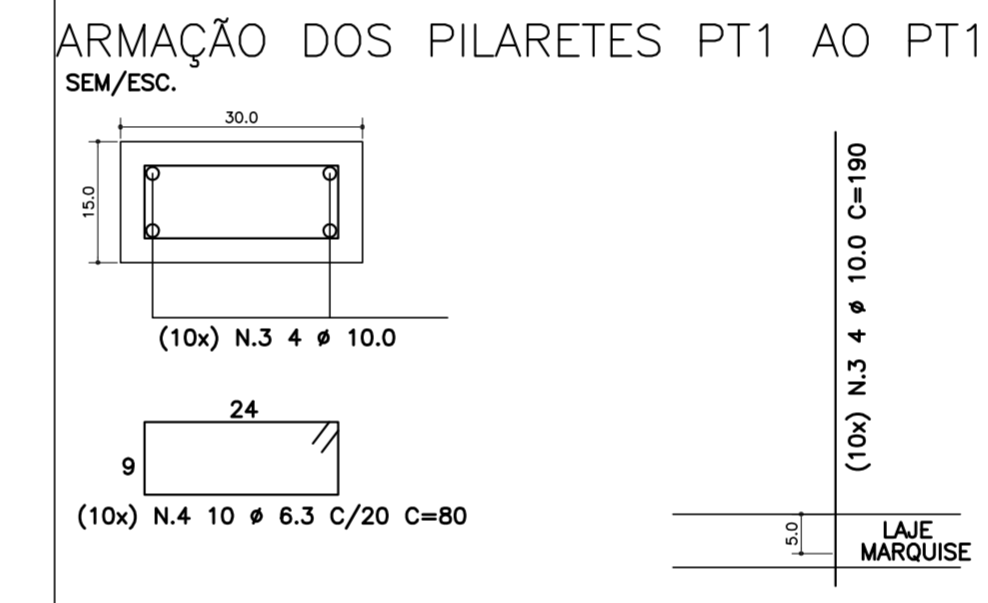 ARMAÇÃO DOS PILARETES PT1 AO PT1
SEM/ESC.
30.0
15.0
(10x) N.3 4 ø 10.0
24
9
(10x) N.4 10 ø 6.3 C/20 C=80
(10x) N.3 4 ø 10.0 C=190
5.0
LAJE
MARQUISE